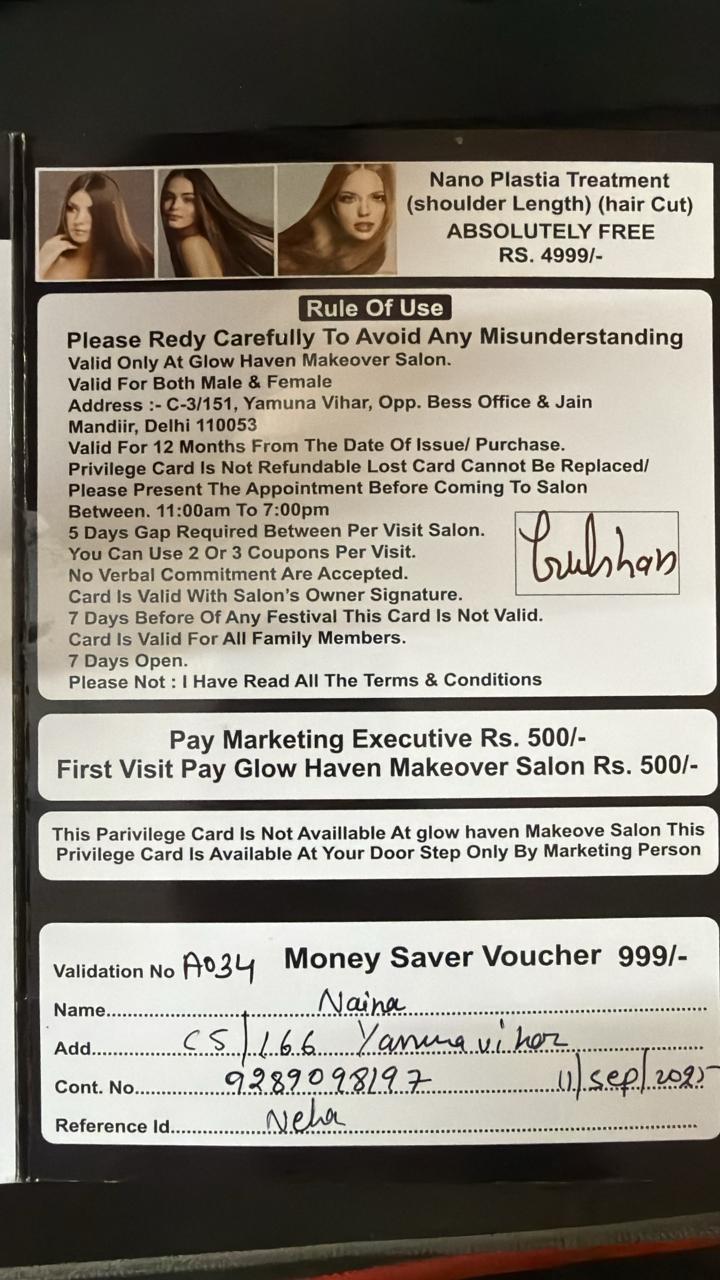 Nano Plastia Treatment
(shoulder Length) (hair Cut)
ABSOLUTELY FREE
RS. 4999/-
Rule Of Use
Please Redy Carefully To Avoid Any Misunderstanding
Valid Only At Glow Haven Makeover Salon.
Valid For Both Male & Female
Address :- C-3/151, Yamuna Vihar, Opp. Bess Office & Jain
Mandiir, Delhi 110053
Valid For 12 Months From The Date Of Issue/ Purchase.
Privilege Card Is Not Refundable Lost Card Cannot Be Replaced/
Please Present The Appointment Before Coming To Salon
Between. 11:00am To 7:00pm
5 Days Gap Required Between Per Visit Salon.
You Can Use 2 Or 3 Coupons Per Visit.
No Verbal Commitment Are Accepted.
Card Is Valid With Salon's Owner Signature.
Gulshan
7 Days Before Of Any Festival This Card Is Not Valid.
Card Is Valid For All Family Members.
7 Days Open.
Please Not : I Have Read All The Terms & Conditions
Pay Marketing Executive Rs. 500/-
First Visit Pay Glow Haven Makeover Salon Rs. 500/-
This Parivilege Card Is Not Availlable At glow haven Makeove Salon This
Privilege Card Is Available At Your Door Step Only By Marketing Person
Validation No A034 Money Saver Voucher 999/-
Name Naina
Add. C5/166 Yamuna vihar
Cont. No. 9289098197 11/sep/2025
Reference Id. Neha